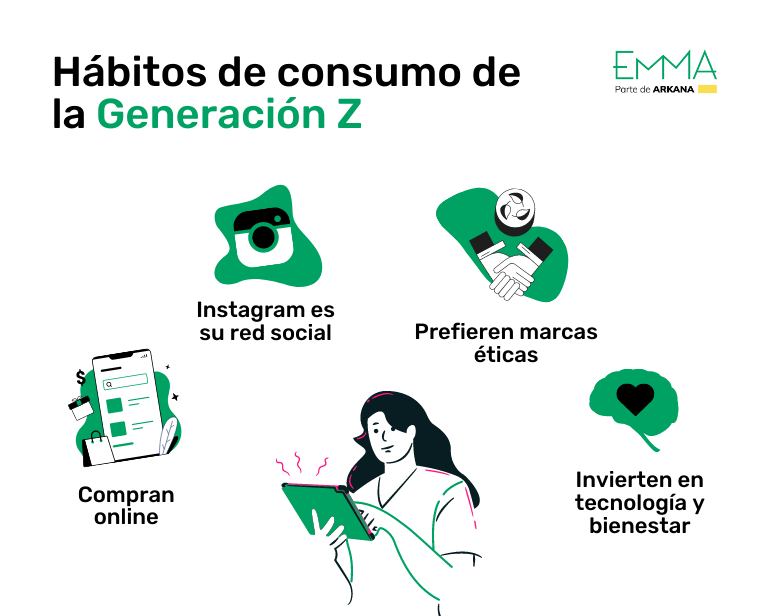 Hábitos de consumo de
la Generación Z
EMMA
Parte de ARKANA
Instagram es
su red social
Prefieren marcas
éticas
$
Compran
online
Invierten en
tecnología y
bienestar